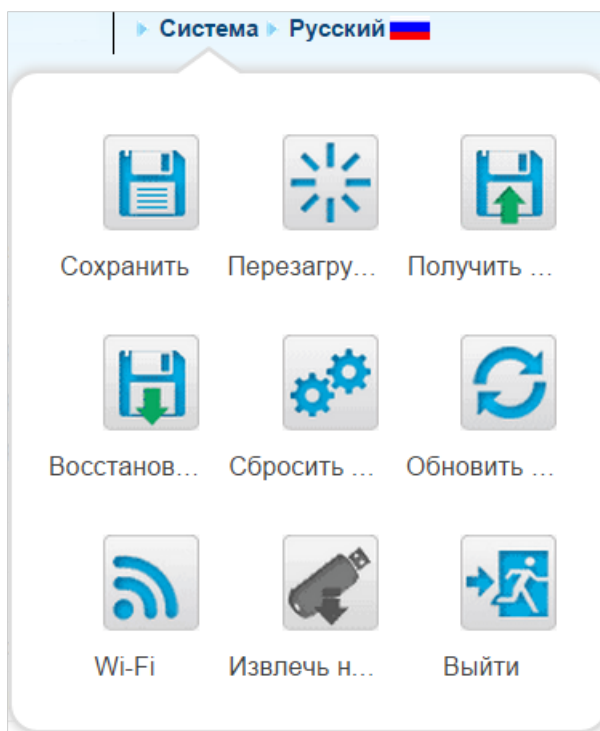 Система Русский
Сохранить Перезагру... Получить ...
Восстанов... Сбросить ... Обновить ...
Wi-Fi Извлечь н... Выйти